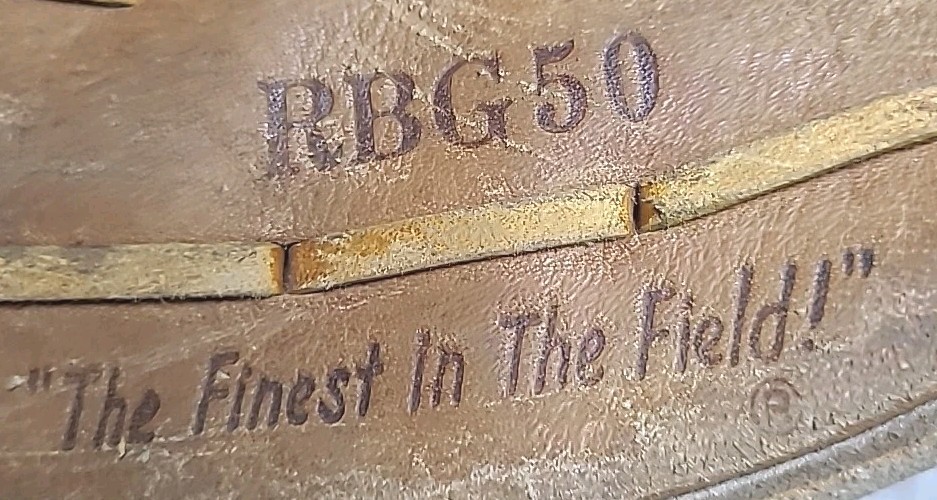 RBG50
"The Finest In The Field!"
®